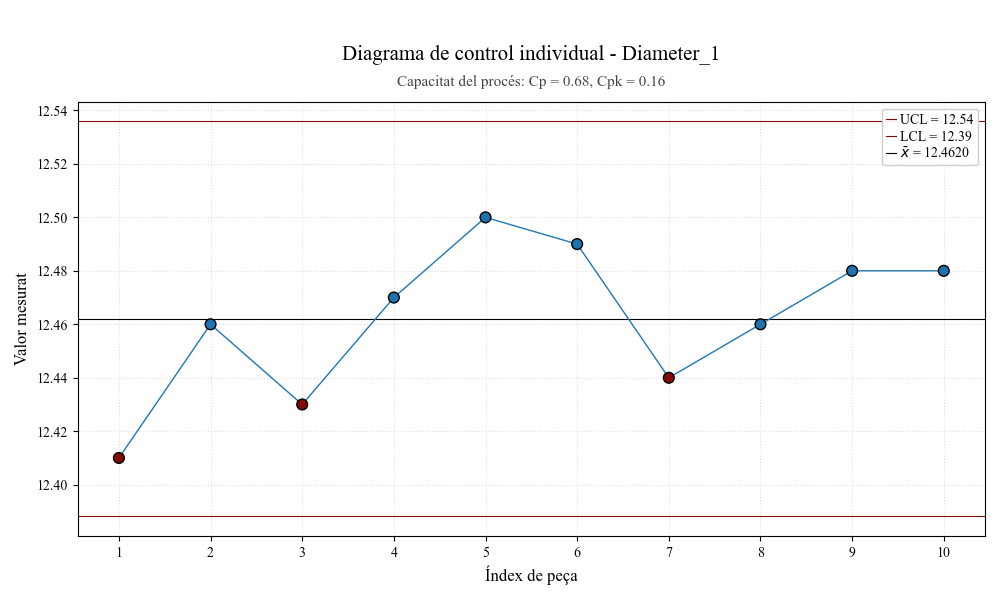 Diagrama de control individual - Diameter_1
Capacitat del procés: Cp = 0.68, Cpk = 0.16
UCL = 12.54
LCL = 12.39
x̄ = 12.4620
Valor mesurat
12.54
12.52
12.50
12.48
12.46
12.44
12.42
12.40
1 2 3 4 5 6 7 8 9 10
Índex de peça